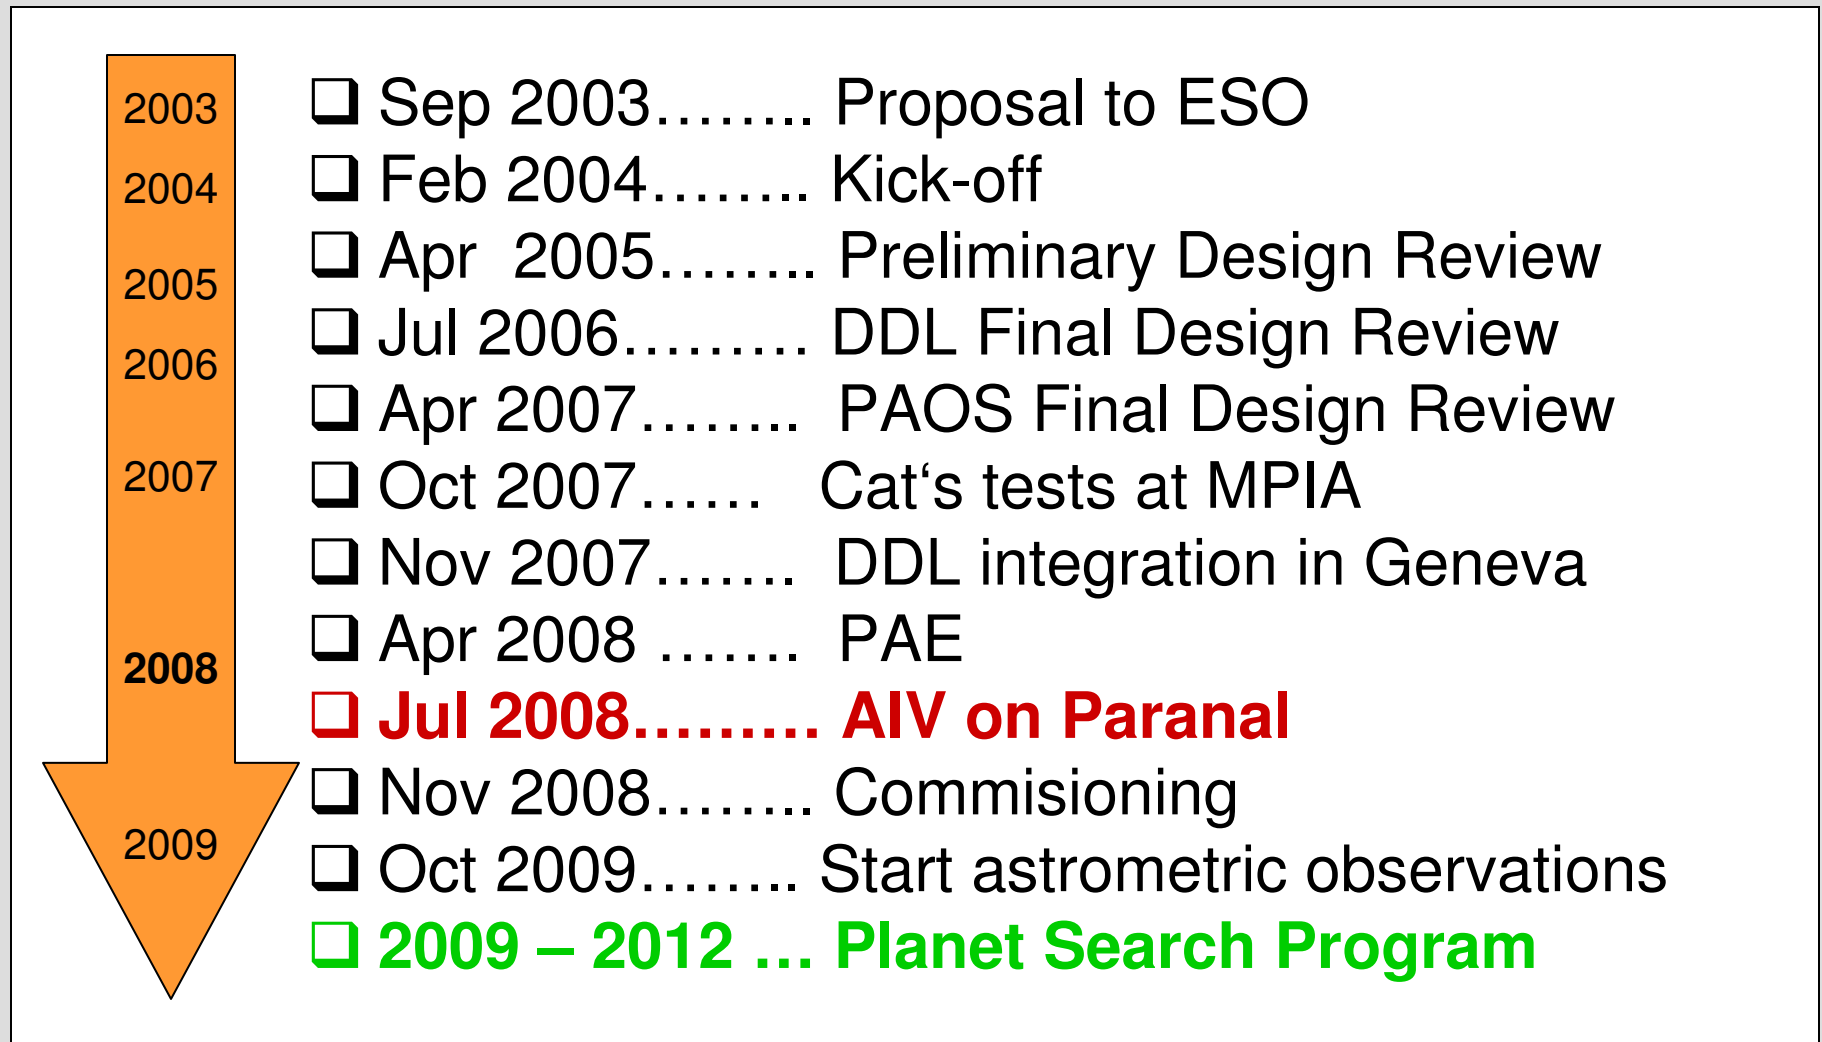 2003
2004
2005
2006
2007
2008
2009
❑ Sep 2003…….. Proposal to ESO
❑ Feb 2004…….. Kick-off
❑ Apr  2005…….. Preliminary Design Review
❑ Jul 2006……… DDL Final Design Review
❑ Apr 2007…….. PAOS Final Design Review
❑ Oct 2007…… Cat‘s tests at MPIA
❑ Nov 2007……. DDL integration in Geneva
❑ Apr 2008 ……. PAE
❑ Jul 2008……… AIV on Paranal
❑ Nov 2008…….. Commisioning
❑ Oct 2009…….. Start astrometric observations
❑ 2009 – 2012 … Planet Search Program